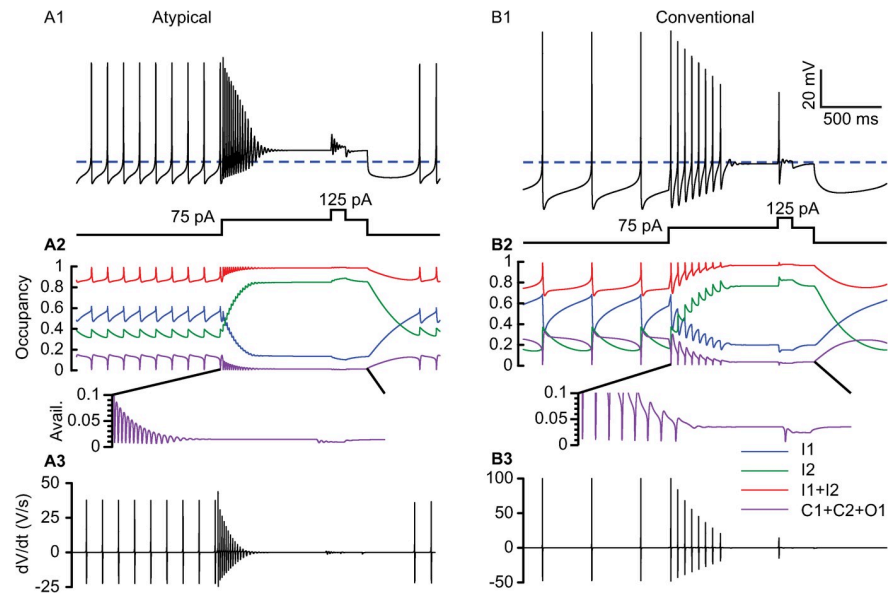 A1 Atypical
B1 Conventional
20 mV
500 ms
75 pA
125 pA
75 pA
125 pA
A2
Occupancy
1
0.8
0.6
0.4
0.2
0
B2
1
0.8
0.6
0.4
0.2
0
Avail.
0.1
0.05
0
0.1
0.05
0
I1
I2
I1+I2
C1+C2+O1
A3
dV/dt (V/s)
50
25
0
-25
B3
100
50
0
-50